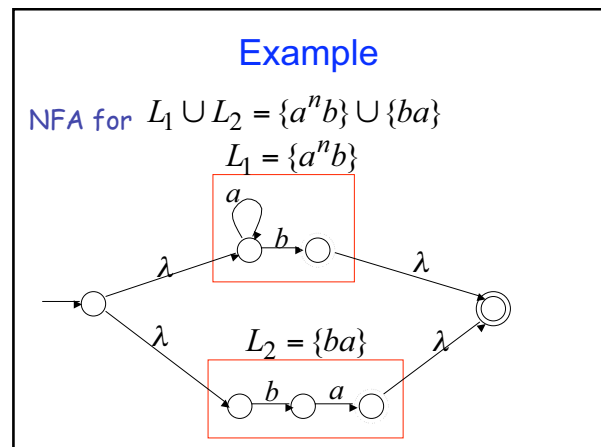 Example
NFA for L₁ ∪ L₂ = {aⁿb} ∪ {ba}
L₁ = {aⁿb}
a
b
λ
λ
L₂ = {ba}
λ
λ
b a